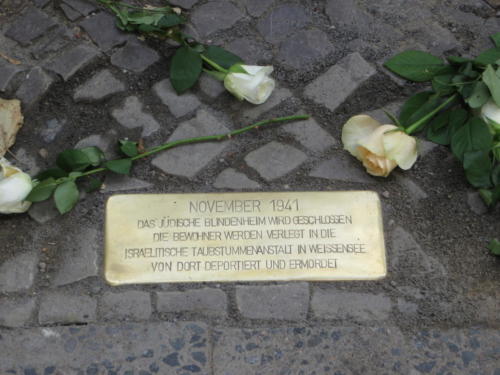 NOVEMBER 1941
DAS JÜDISCHE BLINDENHEIM WIRD GESCHLOSSEN
DIE BEWOHNER WERDEN VERLEGT IN DIE
ISRAELITISCHE TAUBSTUMMENANSTALT IN WEISSENSEE
VON DORT DEPORTIERT UND ERMORDET